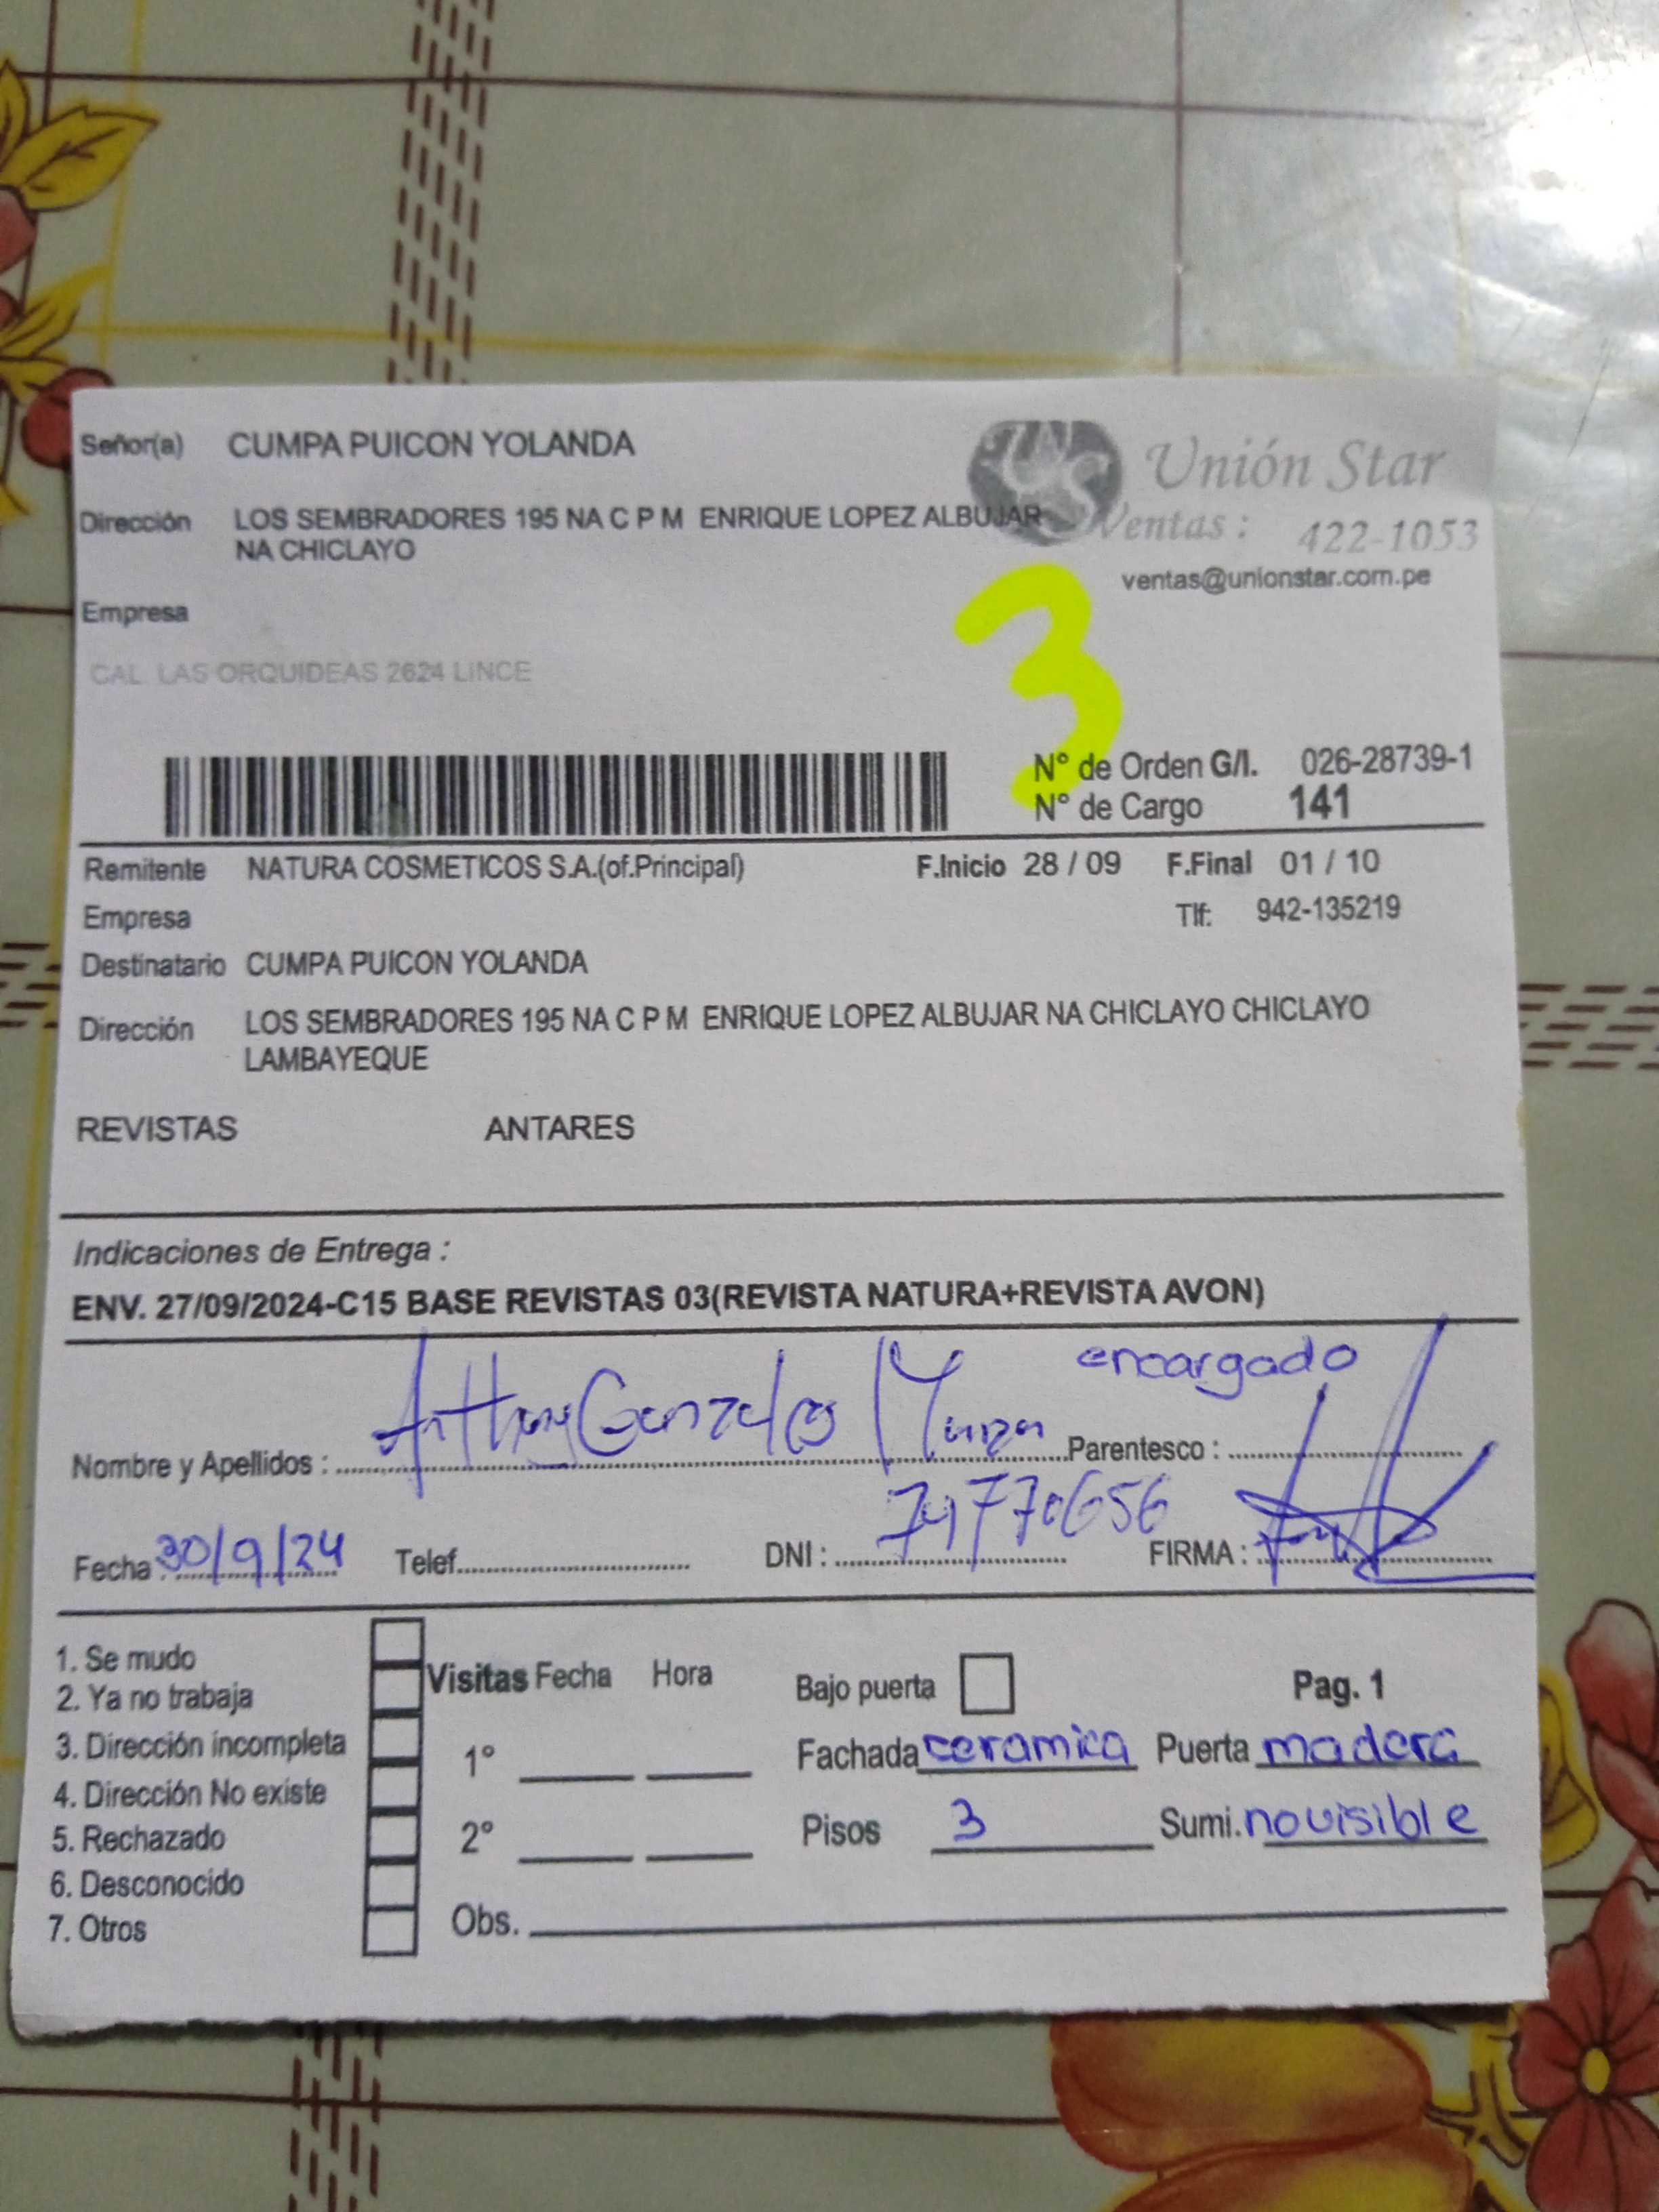 Señor(a) CUMPA PUICON YOLANDA
Unión Star
Dirección LOS SEMBRADORES 195 NA C P M ENRIQUE LOPEZ ALBUJAR
NA CHICLAYO
Ventas : 422-1053
ventas@unionstar.com.pe
Empresa
CAL. LAS ORQUIDEAS 2624 LINCE
3
N° de Orden G/I. 026-28739-1
N° de Cargo 141
Remitente NATURA COSMETICOS S.A.(of.Principal) F.Inicio 28 / 09 F.Final 01 / 10
Empresa Tlf: 942-135219
Destinatario CUMPA PUICON YOLANDA
Dirección LOS SEMBRADORES 195 NA C P M ENRIQUE LOPEZ ALBUJAR NA CHICLAYO CHICLAYO
LAMBAYEQUE
REVISTAS ANTARES
Indicaciones de Entrega :
ENV. 27/09/2024-C15 BASE REVISTAS 03(REVISTA NATURA+REVISTA AVON)
encargado
Nombre y Apellidos : Gonzales Parentesco :
Fecha : 30/9/24 Telef. DNI : 74770656 FIRMA :
1. Se mudo
2. Ya no trabaja
3. Dirección incompleta
4. Dirección No existe
5. Rechazado
6. Desconocido
7. Otros
Visitas Fecha Hora
1°
2°
Obs.
Bajo puerta Pag. 1
Fachada ceramica Puerta madera
Pisos 3 Sumi. no visible